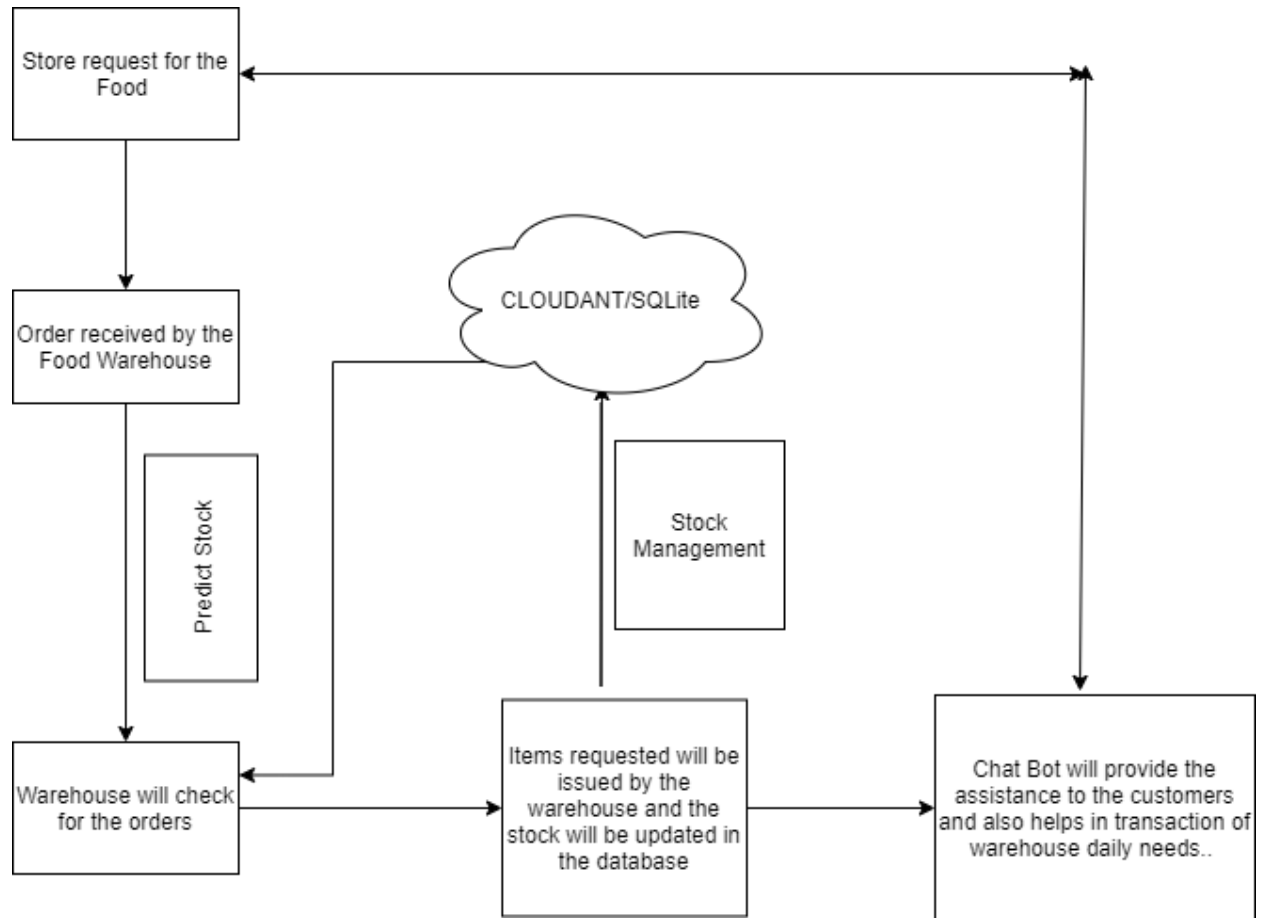 Store request for the
Food
CLOUDANT/SQLite
Order received by the
Food Warehouse
Predict Stock
Stock
Management
Warehouse will check
for the orders
Items requested will be
issued by the
warehouse and the
stock will be updated in
the database
Chat Bot will provide the
assistance to the customers
and also helps in transaction of
warehouse daily needs..